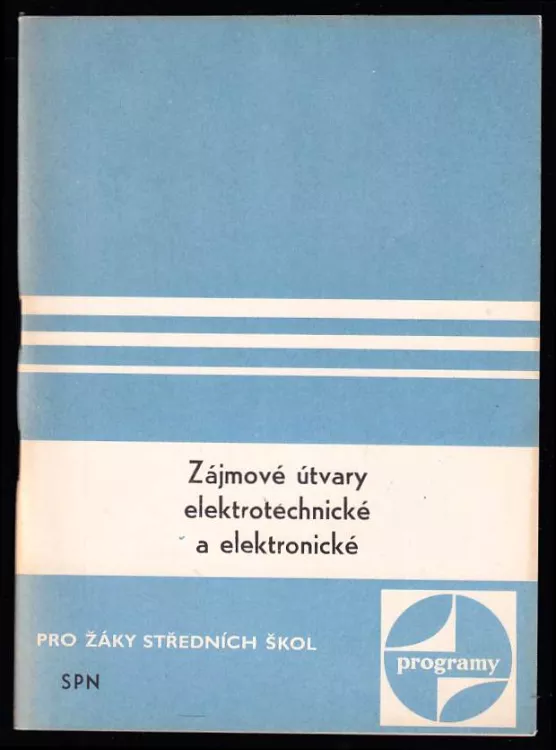 Zájmové útvary
elektrotechnické
a elektronické
PRO ŽÁKY STŘEDNÍCH ŠKOL
SPN
programy